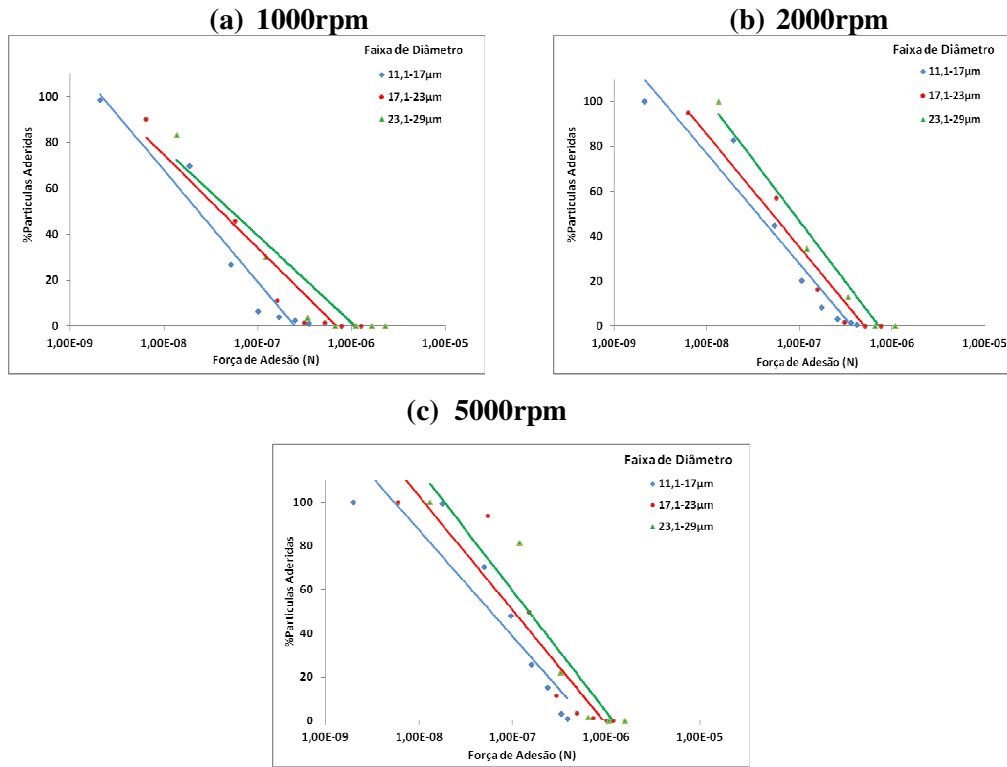 (a) 1000rpm
Faixa de Diâmetro
11,1-17µm
17,1-23µm
23,1-29µm
%Partículas Aderidas
100
80
60
40
20
0
1,00E-09
1,00E-08
1,00E-07
1,00E-06
1,00E-05
Força de Adesão (N)
(b) 2000rpm
Faixa de Diâmetro
11,1-17µm
17,1-23µm
23,1-29µm
%Partículas Aderidas
100
80
60
40
20
0
1,00E-09
1,00E-08
1,00E-07
1,00E-06
1,00E-05
Força de Adesão (N)
(c) 5000rpm
Faixa de Diâmetro
11,1-17µm
17,1-23µm
23,1-29µm
%Partículas Aderidas
100
80
60
40
20
0
1,00E-09
1,00E-08
1,00E-07
1,00E-06
1,00E-05
Força de Adesão (N)